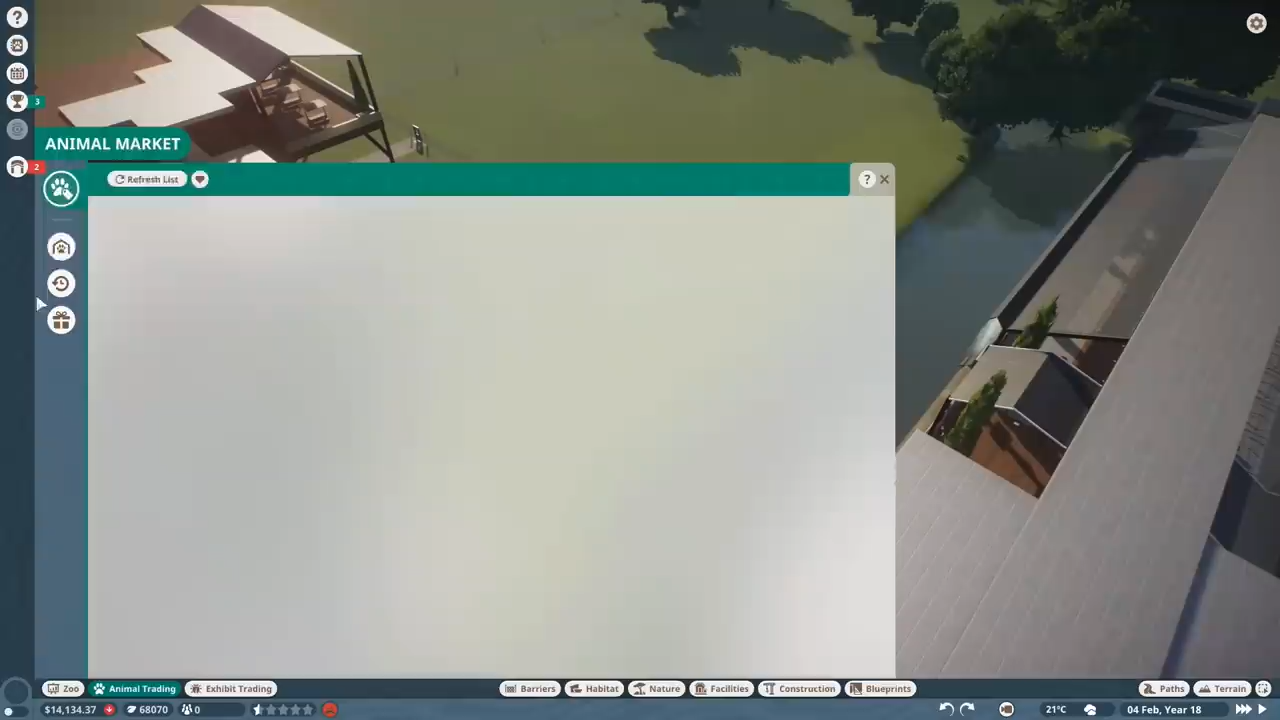 3
ANIMAL MARKET
2
Refresh List
?
Zoo
Animal Trading
Exhibit Trading
Barriers
Habitat
Nature
Facilities
Construction
Blueprints
Paths
Terrain
$14,134.37
68070
0
21°C
04 Feb, Year 18